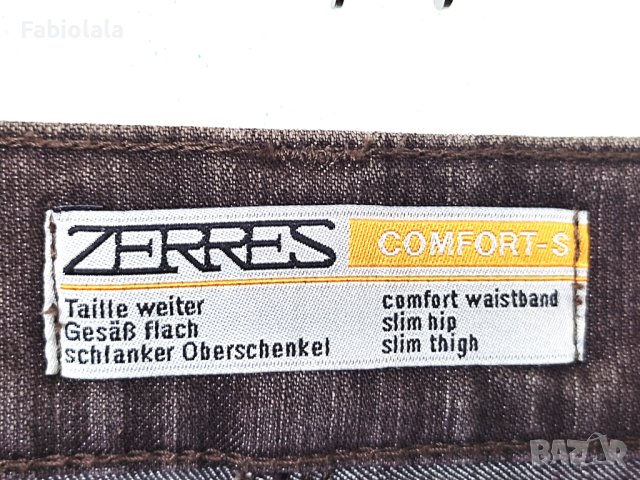 Fabiolala
ZERRES COMFORT-S
Taille weiter
Gesäß flach
schlanker Oberschenkel
comfort waistband
slim hip
slim thigh
BAZAR